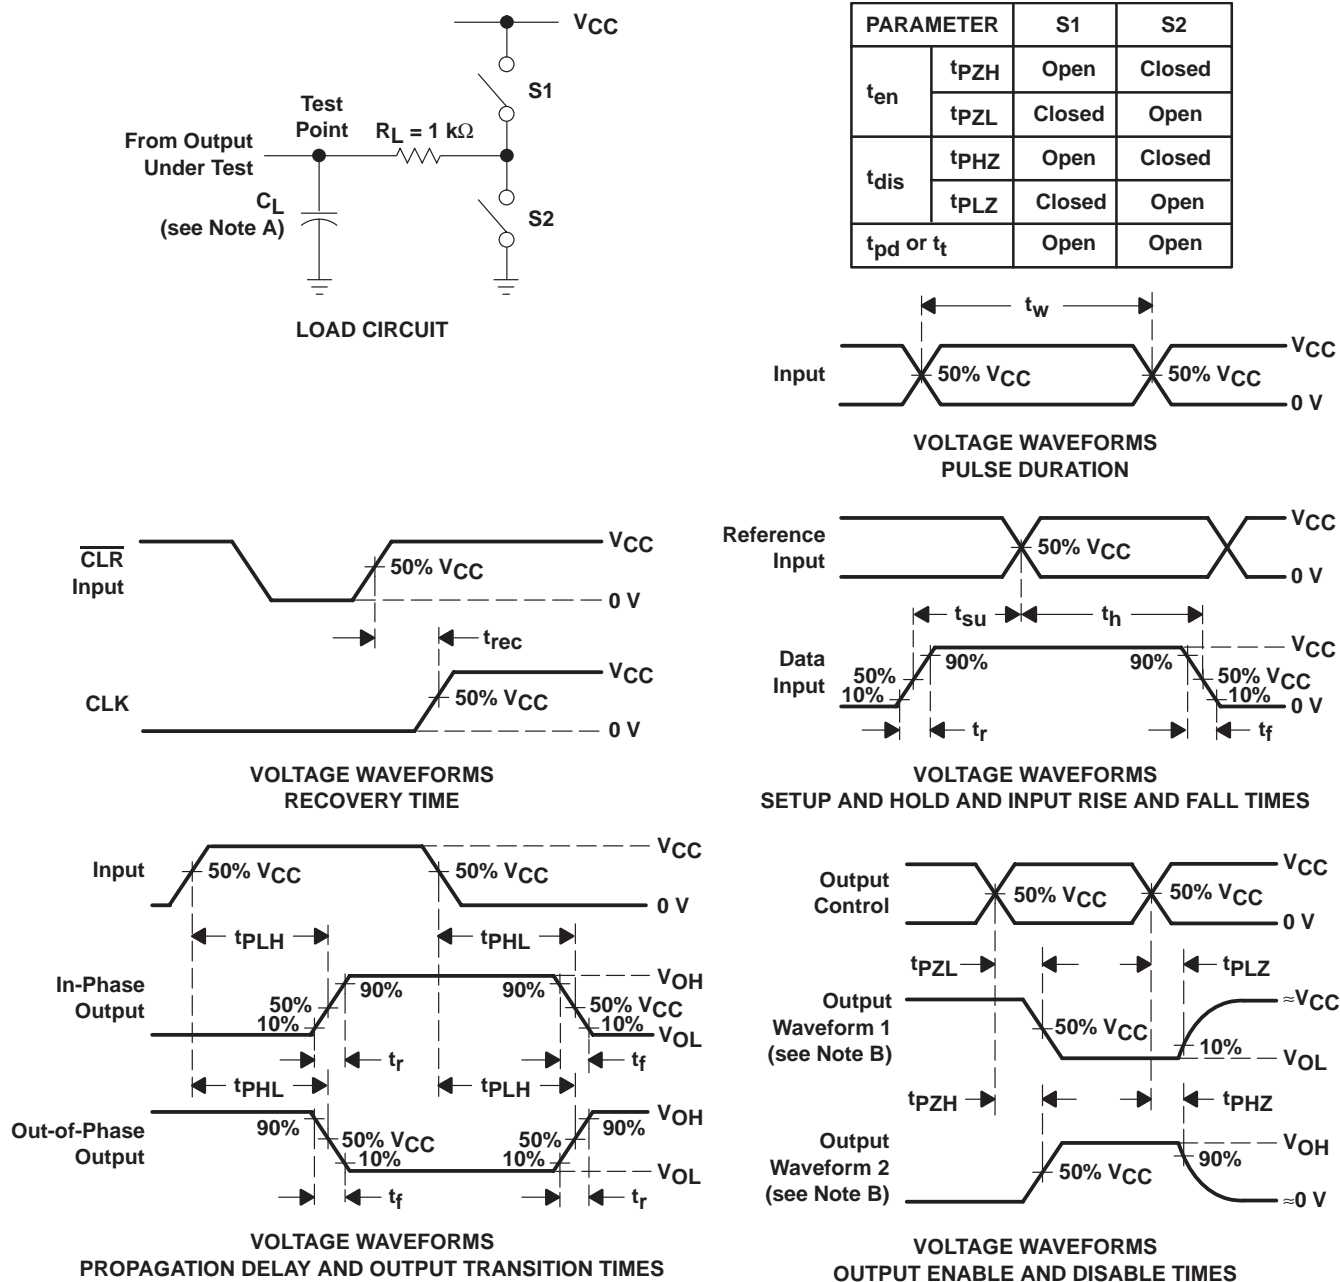 VCC
S1
Test
Point
RL = 1 kΩ
From Output
Under Test
CL
(see Note A)
S2
LOAD CIRCUIT
PARAMETER S1 S2
ten tPZH Open Closed
tPZL Closed Open
tdis tPHZ Open Closed
tPLZ Closed Open
tpd or tt Open Open
tw
VCC
Input 50% VCC 50% VCC
0 V
VOLTAGE WAVEFORMS
PULSE DURATION
CLR
Input
VCC
50% VCC
0 V
trec
CLK
VCC
50% VCC
0 V
VOLTAGE WAVEFORMS
RECOVERY TIME
Reference
Input
VCC
50% VCC
0 V
tsu th
Data
Input
VCC
90% 90%
50% 50% VCC
10% 10%
0 V
tr tf
VOLTAGE WAVEFORMS
SETUP AND HOLD AND INPUT RISE AND FALL TIMES
Input
VCC
50% VCC 50% VCC
0 V
tPLH tPHL
In-Phase
Output
VOH
90% 90%
50% 50% VCC
10% 10%
VOL
tr tf
tPHL tPLH
Out-of-Phase
Output
VOH
90% 90%
50% VCC 50%
10% 10%
VOL
tf tr
VOLTAGE WAVEFORMS
PROPAGATION DELAY AND OUTPUT TRANSITION TIMES
Output
Control
VCC
50% VCC 50% VCC
0 V
tPZL tPLZ
Output
Waveform 1
(see Note B)
≈VCC
50% VCC
10%
VOL
tPZH tPHZ
Output
Waveform 2
(see Note B)
VOH
50% VCC 90%
≈0 V
VOLTAGE WAVEFORMS
OUTPUT ENABLE AND DISABLE TIMES